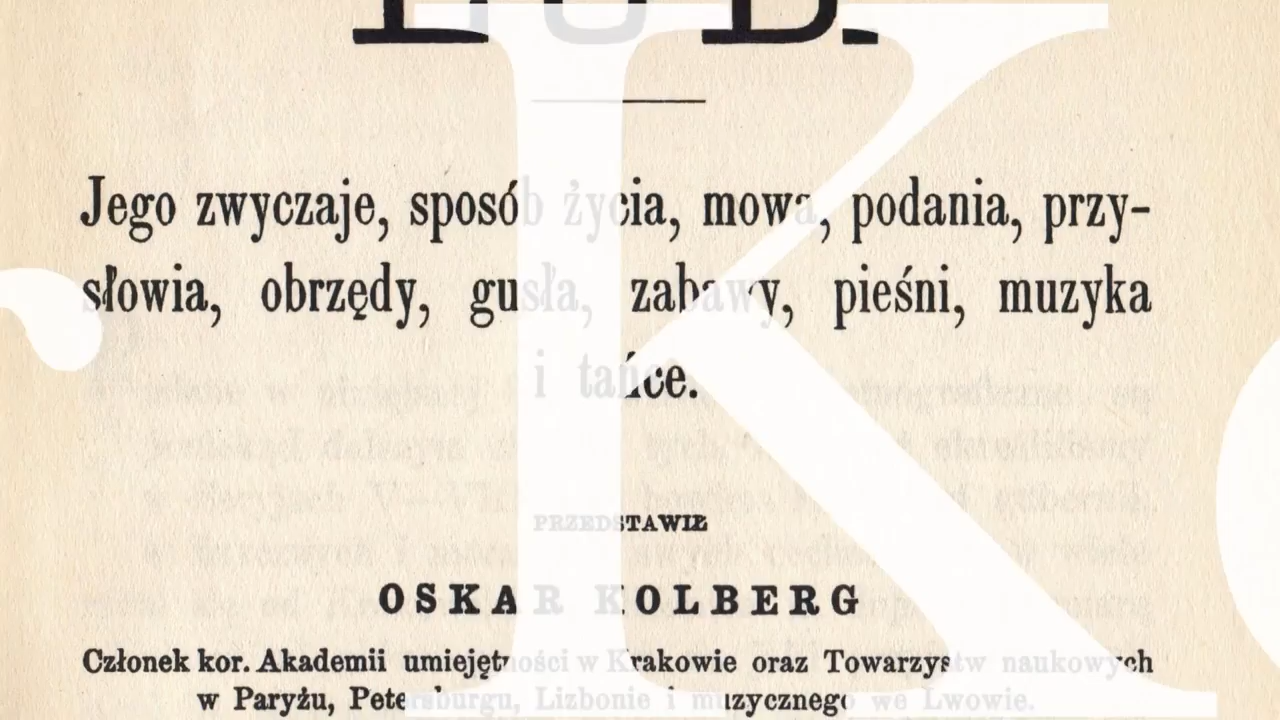 LUD.
Jego zwyczaje, sposób życia, mowa, podania, przy-
słowia, obrzędy, gusła, zabawy, pieśni, muzyka
i tańce.
PRZEDSTAWIŁ
OSKAR KOLBERG
Członek kor. Akademii umiejętności w Krakowie oraz Towarzystw naukowych
w Paryżu, Petersburgu, Lizbonie i muzycznego we Lwowie.
K